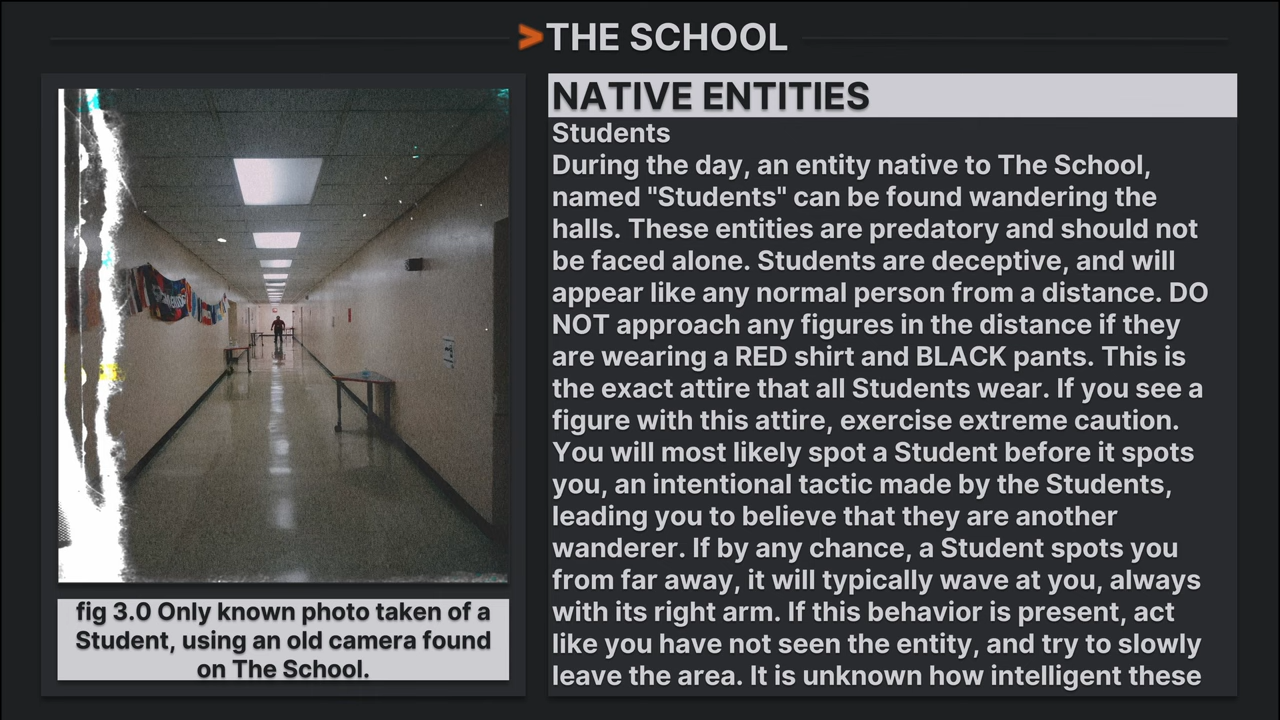 >THE SCHOOL
NATIVE ENTITIES
Students
During the day, an entity native to The School,
named "Students" can be found wandering the
halls. These entities are predatory and should not
be faced alone. Students are deceptive, and will
appear like any normal person from a distance. DO
NOT approach any figures in the distance if they
are wearing a RED shirt and BLACK pants. This is
the exact attire that all Students wear. If you see a
figure with this attire, exercise extreme caution.
You will most likely spot a Student before it spots
you, an intentional tactic made by the Students,
leading you to believe that they are another
wanderer. If by any chance, a Student spots you
from far away, it will typically wave at you, always
with its right arm. If this behavior is present, act
like you have not seen the entity, and try to slowly
leave the area. It is unknown how intelligent these
fig 3.0 Only known photo taken of a
Student, using an old camera found
on The School.